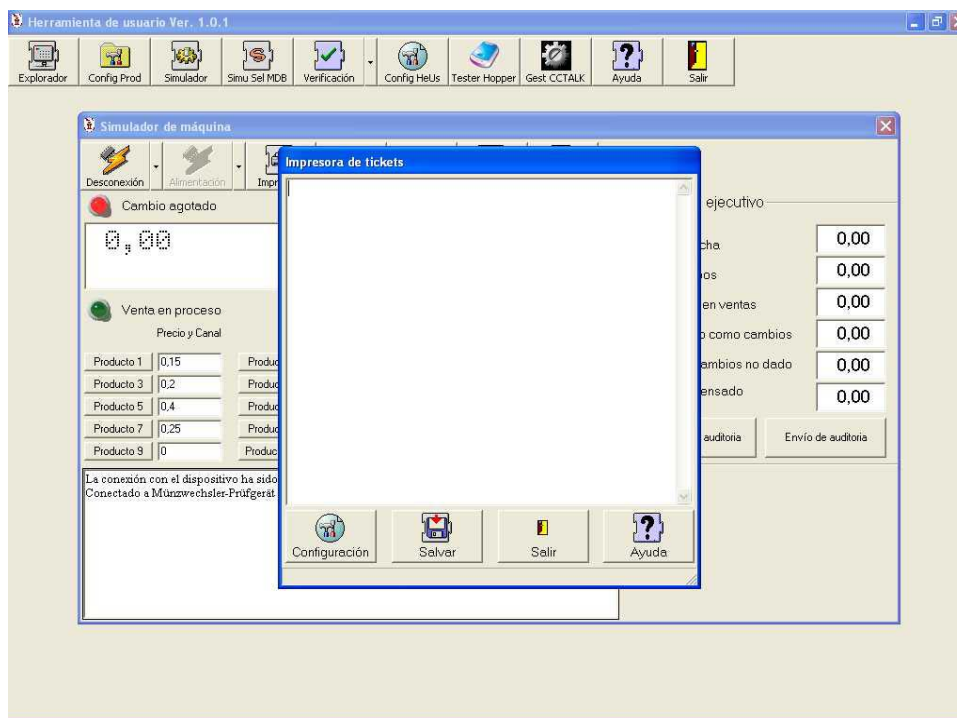 Herramienta de usuario Ver. 1.0.1
Explorador Config Prod Simulador Simu Sel MDB Verificación Config HeUs Tester Hopper Gest CCTALK Ayuda Salir
Simulador de máquina
Desconexión Alimentación
Impresora de tickets
Cambio agotado
ejecutivo
0,00
0,00
0,00
en ventas 0,00
Venta en proceso
como cambios 0,00
Precio y Canal
Producto 1 0,15
cambios no dado 0,00
Producto 3 0,2
Producto 5 0,4
0,00
Producto 7 0,25
auditoria Envío de auditoria
Producto 9 0
La conexión con el dispositivo ha sido
Conectado a Münzwechsler-Prüfgerät
Configuración Salvar Salir Ayuda